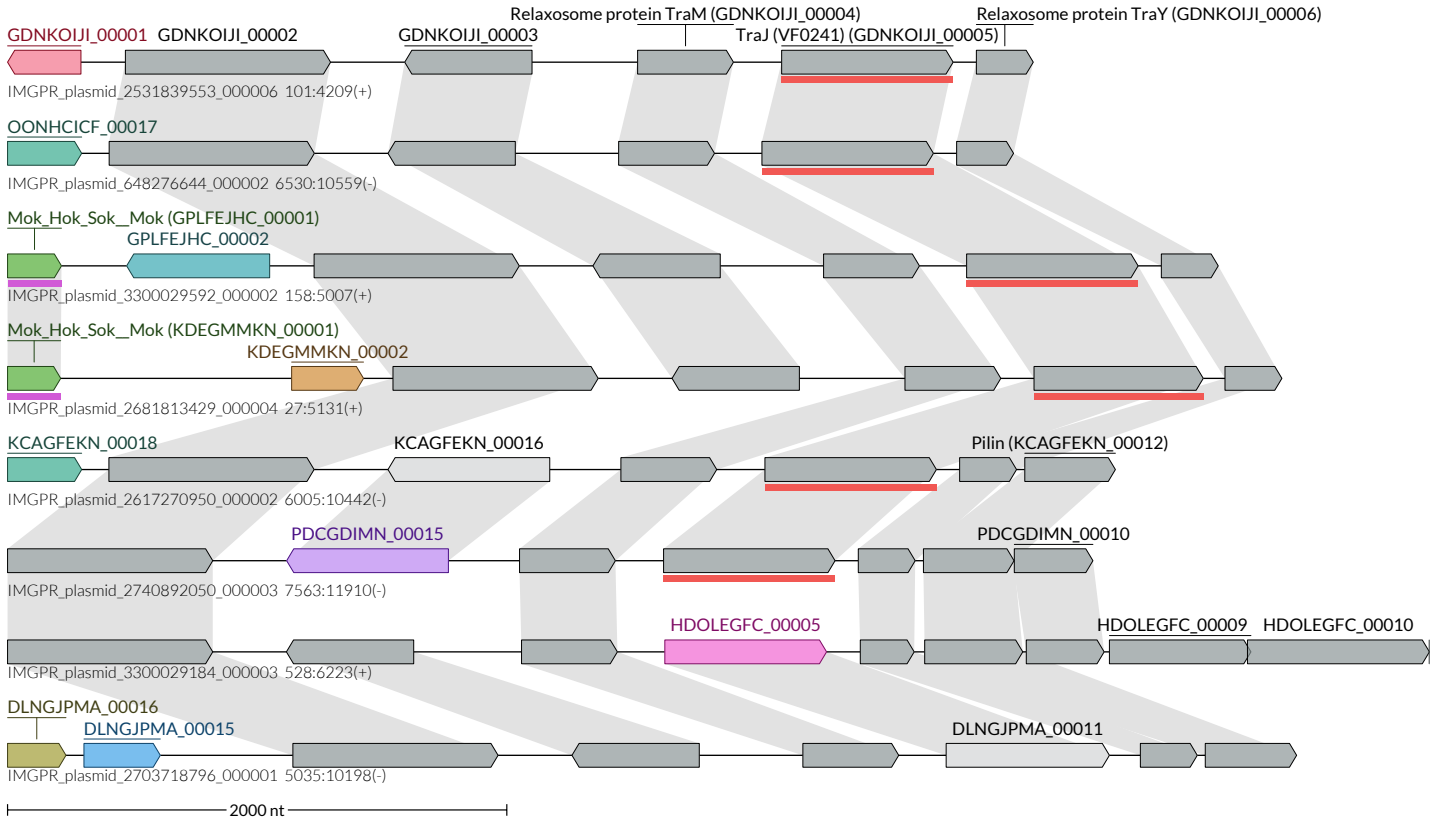 Relaxosome protein TraM (GDNKOIJI_00004) Relaxosome protein TraY (GDNKOIJI_00006)
GDNKOIJI_00001 GDNKOIJI_00002 GDNKOIJI_00003 TraJ (VF0241) (GDNKOIJI_00005)
IMGPR_plasmid_2531839553_000006 101:4209(+)
OONHCICF_00017
IMGPR_plasmid_648276644_000002 6530:10559(-)
Mok_Hok_Sok__Mok (GPLFEJHC_00001)
GPLFEJHC_00002
IMGPR_plasmid_3300029592_000002 158:5007(+)
Mok_Hok_Sok__Mok (KDEGMMKN_00001)
KDEGMMKN_00002
IMGPR_plasmid_2681813429_000004 27:5131(+)
KCAGFEKN_00018 KCAGFEKN_00016 Pilin (KCAGFEKN_00012)
IMGPR_plasmid_2617270950_000002 6005:10442(-)
PDCGDIMN_00015 PDCGDIMN_00010
IMGPR_plasmid_2740892050_000003 7563:11910(-)
HDOLEGFC_00005 HDOLEGFC_00009 HDOLEGFC_00010
IMGPR_plasmid_3300029184_000003 528:6223(+)
DLNGJPMA_00016
DLNGJPMA_00015 DLNGJPMA_00011
IMGPR_plasmid_2703718796_000001 5035:10198(-)
2000 nt